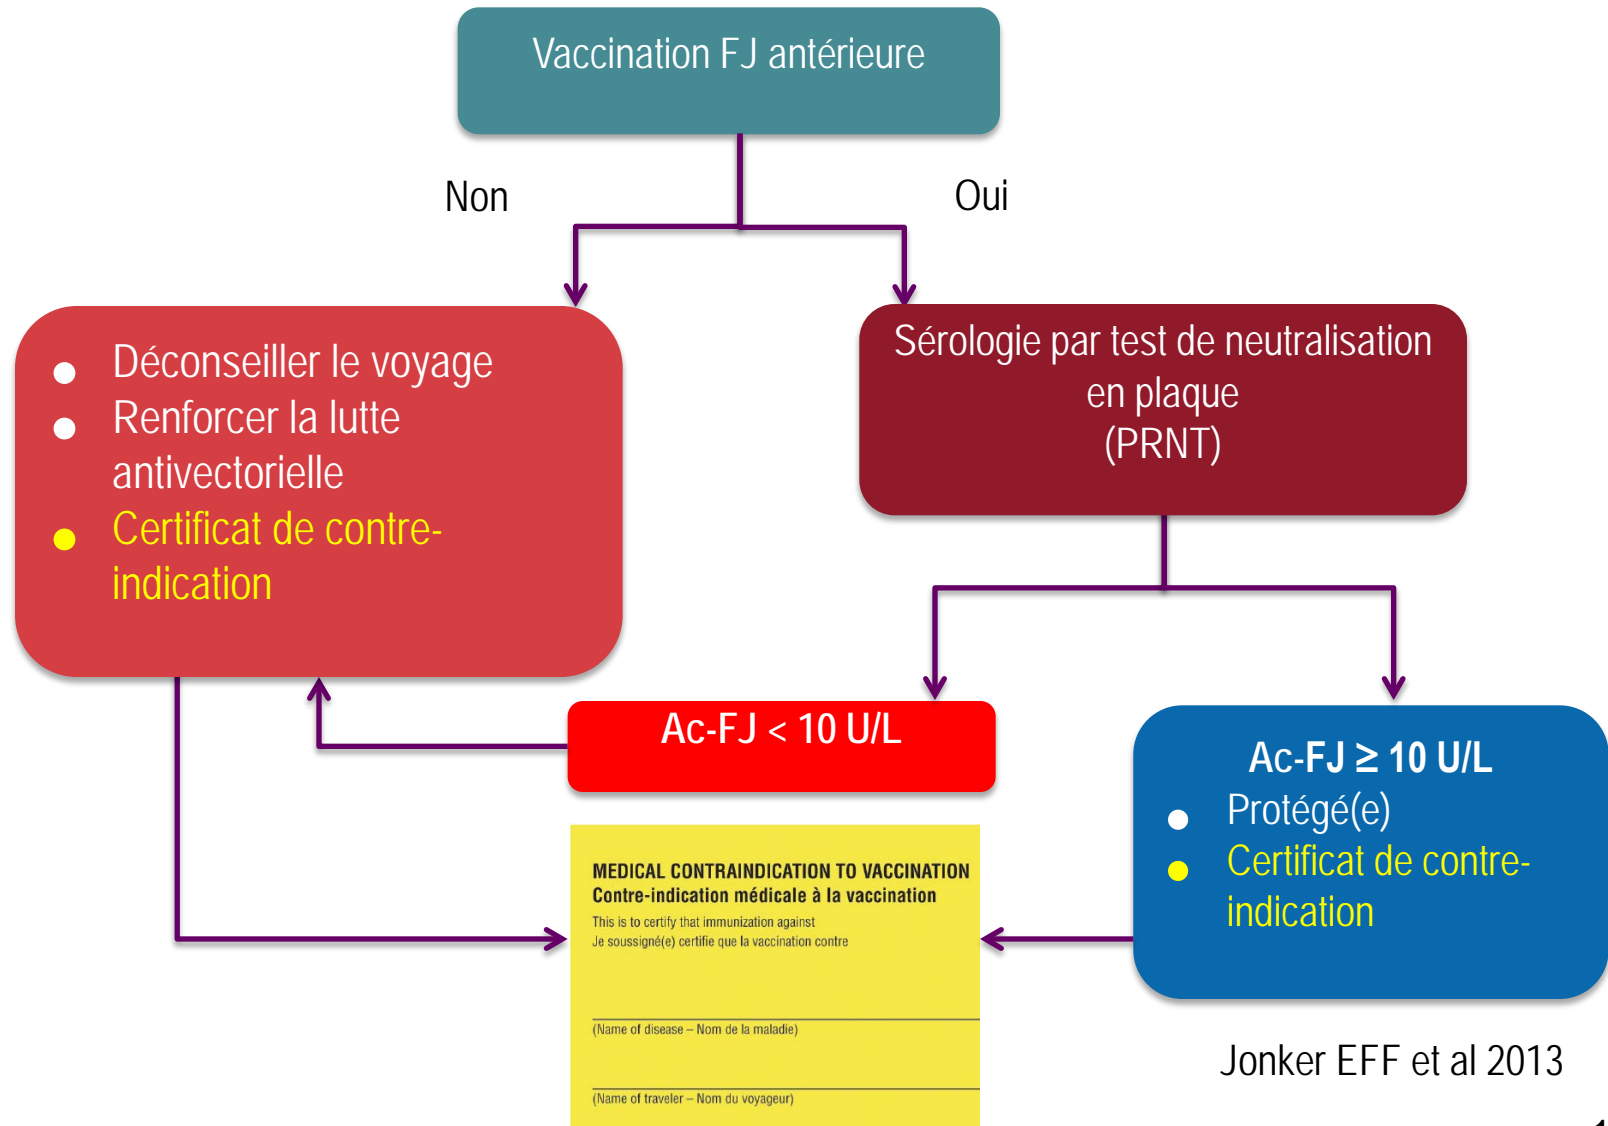 Vaccination FJ antérieure
Non
Oui
Déconseiller le voyage
Renforcer la lutte
antivectorielle
Certificat de contre-
indication
Sérologie par test de neutralisation
en plaque
(PRNT)
Ac-FJ < 10 U/L
Ac-FJ ≥ 10 U/L
Protégé(e)
Certificat de contre-
indication
MEDICAL CONTRAINDICATION TO VACCINATION
Contre-indication médicale à la vaccination
This is to certify that immunization against
Je soussigné(e) certifie que la vaccination contre
(Name of disease – Nom de la maladie)
(Name of traveler – Nom du voyageur)
Jonker EFF et al 2013